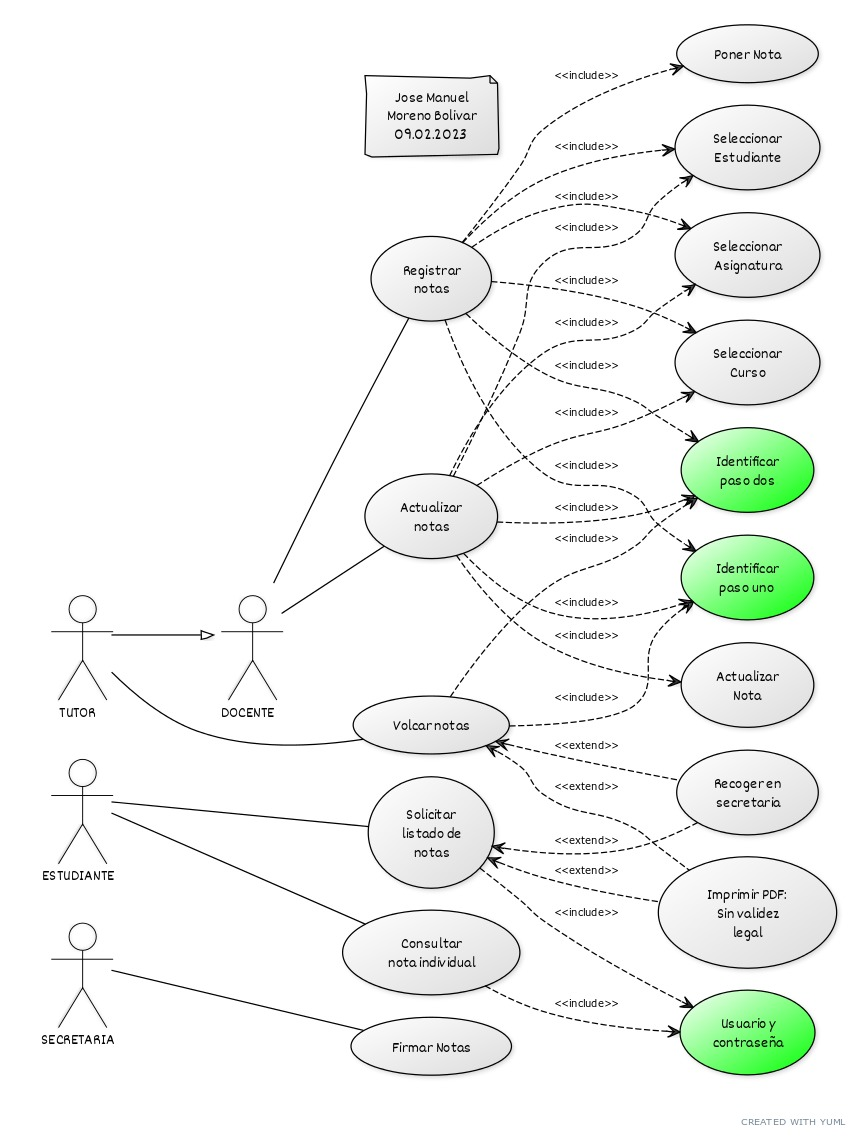 Poner Nota
<<include>>
Jose Manuel
Moreno Bolivar
09.02.2023
<<include>>
Seleccionar
Estudiante
<<include>>
<<include>>
Seleccionar
Asignatura
Registrar
notas
<<include>>
<<include>>
Seleccionar
Curso
<<include>>
<<include>>
Identificar
paso dos
<<include>>
Actualizar
notas
<<include>>
<<include>>
Identificar
paso uno
<<include>>
<<include>>
Actualizar
Nota
<<include>>
TUTOR
DOCENTE
Volcar notas
<<extend>>
Recoger en
secretaria
<<extend>>
Solicitar
listado de
notas
<<extend>>
<<extend>>
ESTUDIANTE
Imprimir PDF:
Sin validez
legal
<<include>>
Consultar
nota individual
<<include>>
Usuario y
contraseña
SECRETARIA
Firmar Notas
CREATED WITH YUML